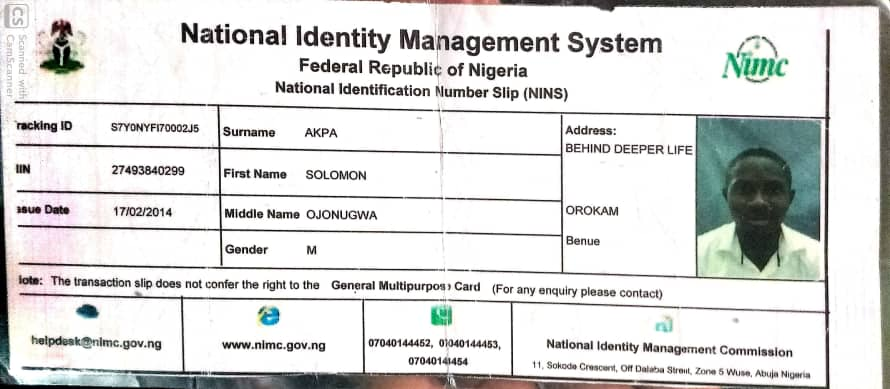 National Identity Management System
Federal Republic of Nigeria
National Identification Number Slip (NINS)
Nimc
racking ID S7Y0NYFI70002J5 Surname AKPA Address:
BEHIND DEEPER LIFE
IIN 27493840299 First Name SOLOMON
ssue Date 17/02/2014 Middle Name OJONUGWA OROKAM
Gender M Benue
lote: The transaction slip does not confer the right to the General Multipurpos Card (For any enquiry please contact)
helpdesk@nimc.gov.ng www.nimc.gov.ng 07040144452, 07040144453, National Identity Management Commission
07040144454 11, Sokode Crescent, Off Dalaba Street, Zone 5 Wuse, Abuja Nigeria
CS Scanned with
CamScanner